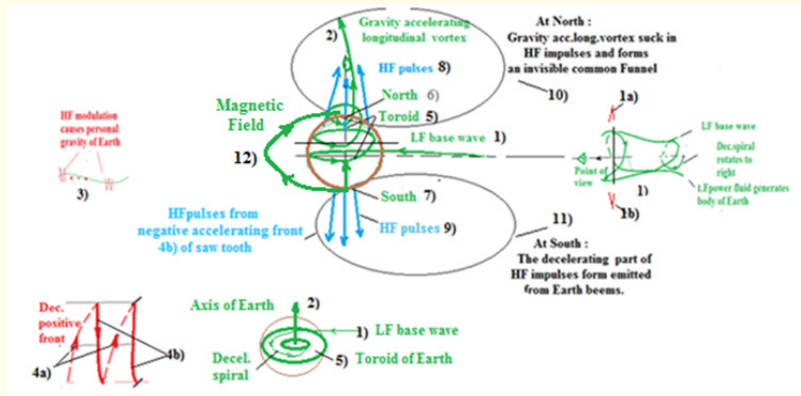 2)
Gravity accelerating
longitudinal vortex
At North :
Gravity acc.long.vortex suck in
HF impulses and forms
an invisible common Funnel
HF pulses 8)
10)
1a)
North 6)
Magnetic
Field
Toroid 5)
LF base wave 1)
12)
HF modulation
causes personal
gravity of Earth
3)
LF base wave
Dec.spiral
rotates to
right
Point of
view
1)
LFpower fluid generates
body of Earth
1b)
South 7)
HFpulses from
negative accelerating front
4b) of saw tooth
HF pulses 9)
11)
At South :
The decelerating part of
HF impulses form emitted
from Earth beems.
Dec.
positive
front
4a)
4b)
Axis of Earth
2)
1) LF base wave
5) Toroid of Earth
Decel.
spiral